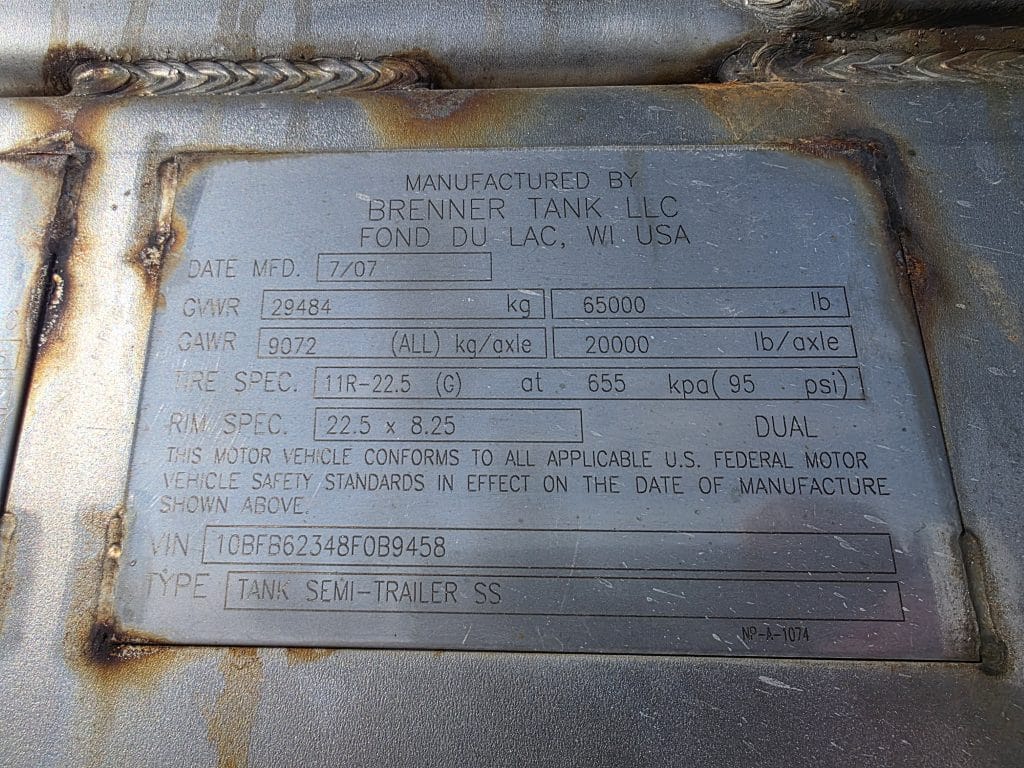 MANUFACTURED BY
BRENNER TANK LLC
FOND DU LAC, WI USA
DATE MFD. 7/07
GVWR 29484 kg 65000 lb
GAWR 9072 (ALL) kg/axle 20000 lb/axle
TIRE SPEC. 11R-22.5 (G) at 655 kpa( 95 psi)
RIM SPEC. 22.5 x 8.25 DUAL
THIS MOTOR VEHICLE CONFORMS TO ALL APPLICABLE U.S. FEDERAL MOTOR
VEHICLE SAFETY STANDARDS IN EFFECT ON THE DATE OF MANUFACTURE
SHOWN ABOVE.
VIN 10BFB62348F0B9458
TYPE TANK SEMI-TRAILER SS
NP-A-1074